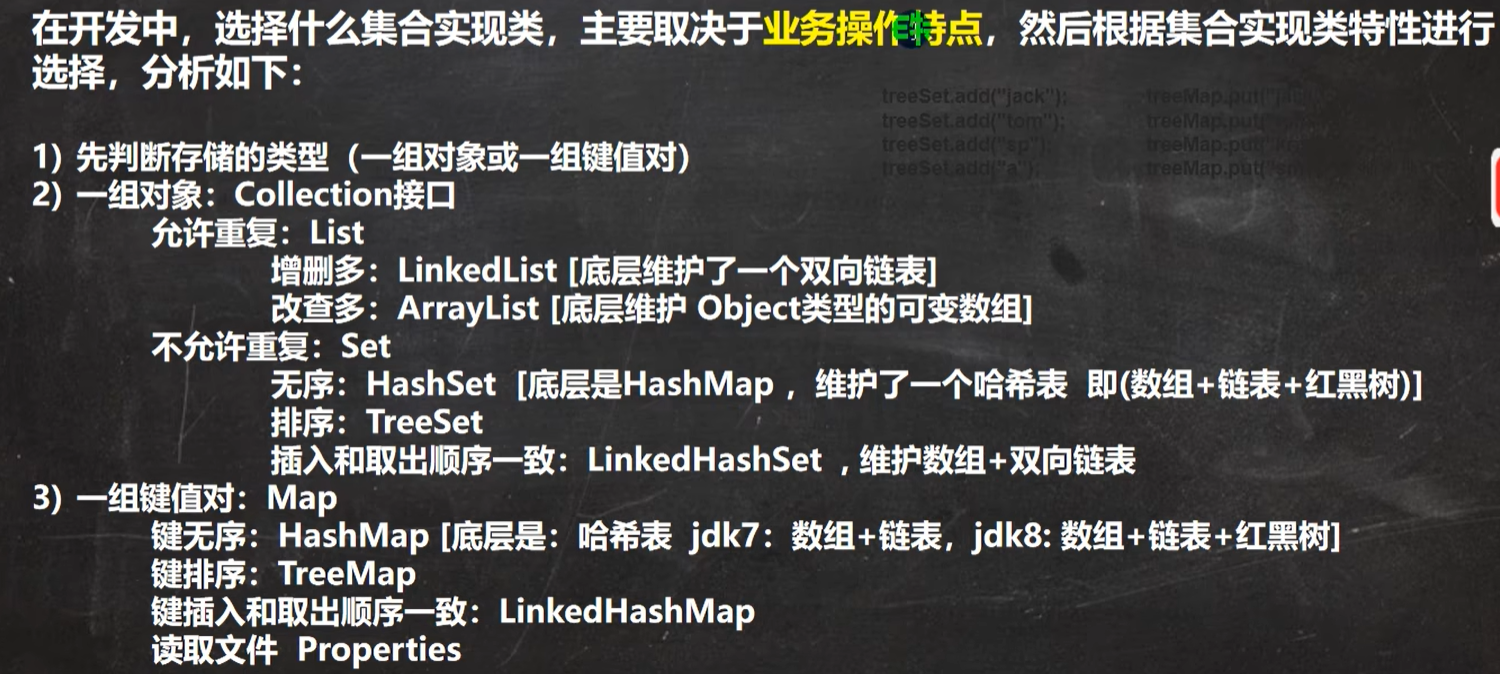 在开发中，选择什么集合实现类，主要取决于业务操作特点，然后根据集合实现类特性进行
选择，分析如下：
treeSet.add("jack");
treeSet.add("tom");
treeSet.add("sp");
treeSet.add("a");
treeMap.put("
treeMap.put(
treeMap.put("
treeMap.put("
1) 先判断存储的类型（一组对象或一组键值对）
2) 一组对象：Collection接口
允许重复：List
增删多：LinkedList [底层维护了一个双向链表]
改查多：ArrayList [底层维护 Object类型的可变数组]
不允许重复：Set
无序：HashSet [底层是HashMap ，维护了一个哈希表 即(数组+链表+红黑树)]
排序：TreeSet
插入和取出顺序一致：LinkedHashSet , 维护数组+双向链表
3) 一组键值对：Map
键无序：HashMap [底层是：哈希表 jdk7：数组+链表，jdk8: 数组+链表+红黑树]
键排序：TreeMap
键插入和取出顺序一致：LinkedHashMap
读取文件 Properties